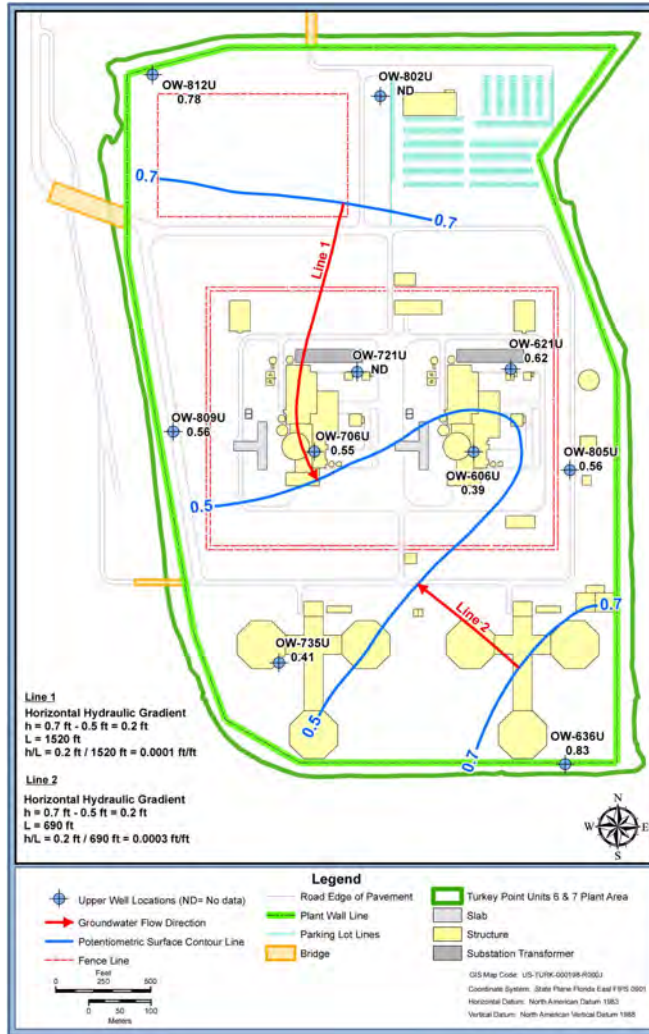 OW-812U
0.78
OW-802U
ND
0.7
0.7
Line 1
OW-721U
ND
OW-621U
0.62
OW-809U
0.56
OW-706U
0.55
OW-805U
0.56
OW-606U
0.39
0.5
0.7
Line 2
OW-735U
0.41
0.5
0.7
OW-636U
0.83
Line 1
Horizontal Hydraulic Gradient
h = 0.7 ft - 0.5 ft = 0.2 ft
L = 1520 ft
h/L = 0.2 ft / 1520 ft = 0.0001 ft/ft
Line 2
Horizontal Hydraulic Gradient
h = 0.7 ft - 0.5 ft = 0.2 ft
L = 690 ft
h/L = 0.2 ft / 690 ft = 0.0003 ft/ft
N
W E
S
Legend
Upper Well Locations (ND= No data)
Groundwater Flow Direction
Potentiometric Surface Contour Line
Fence Line
Feet
0 250 500
0 50 100
Meters
Road Edge of Pavement
Plant Wall Line
Parking Lot Lines
Bridge
Turkey Point Units 6 & 7 Plant Area
Slab
Structure
Substation Transformer
GIS Map Code: US-TURK-000198-R000J
Coordinate System: State Plane Florida East FIPS 0901
Horizontal Datum: North American Datum 1983
Vertical Datum: North American Vertical Datum 1988